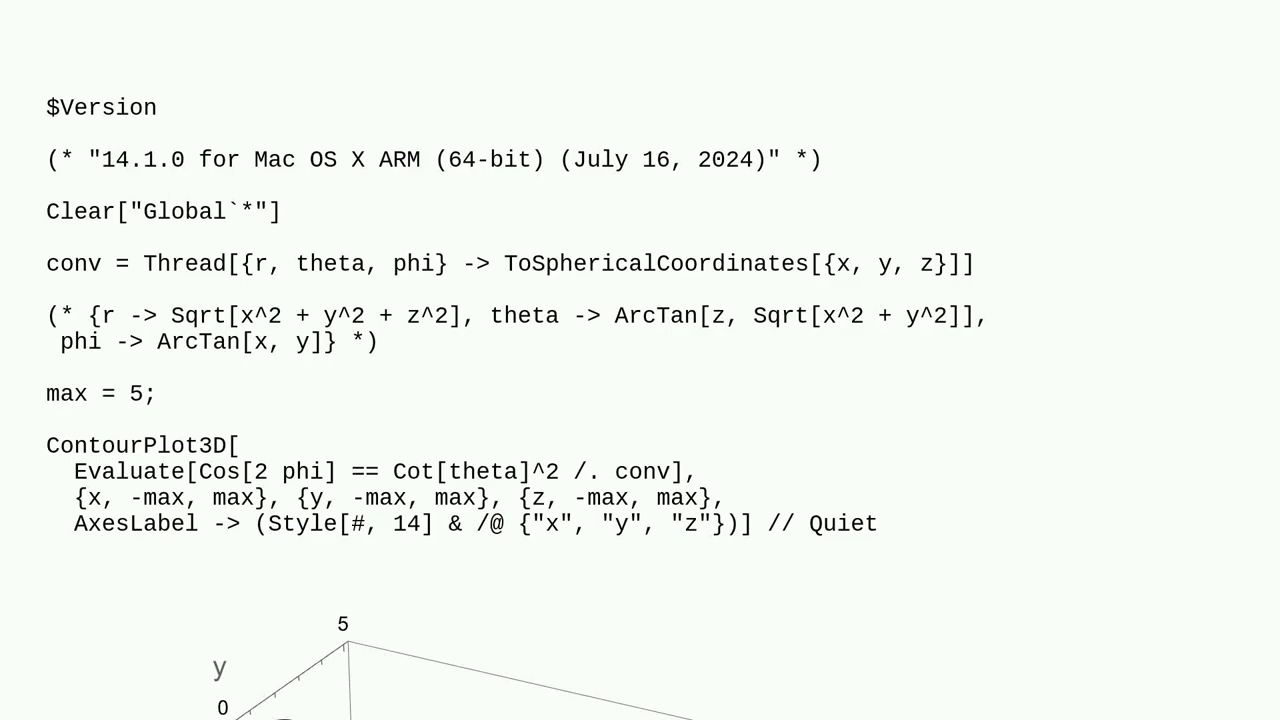 $Version
(* "14.1.0 for Mac OS X ARM (64-bit) (July 16, 2024)" *)
Clear["Global`*"]
conv = Thread[{r, theta, phi} -> ToSphericalCoordinates[{x, y, z}]]
(* {r -> Sqrt[x^2 + y^2 + z^2], theta -> ArcTan[z, Sqrt[x^2 + y^2]],
 phi -> ArcTan[x, y]} *)
max = 5;
ContourPlot3D[
  Evaluate[Cos[2 phi] == Cot[theta]^2 /. conv],
  {x, -max, max}, {y, -max, max}, {z, -max, max},
  AxesLabel -> (Style[#, 14] & /@ {"x", "y", "z"})] // Quiet
5
y
0